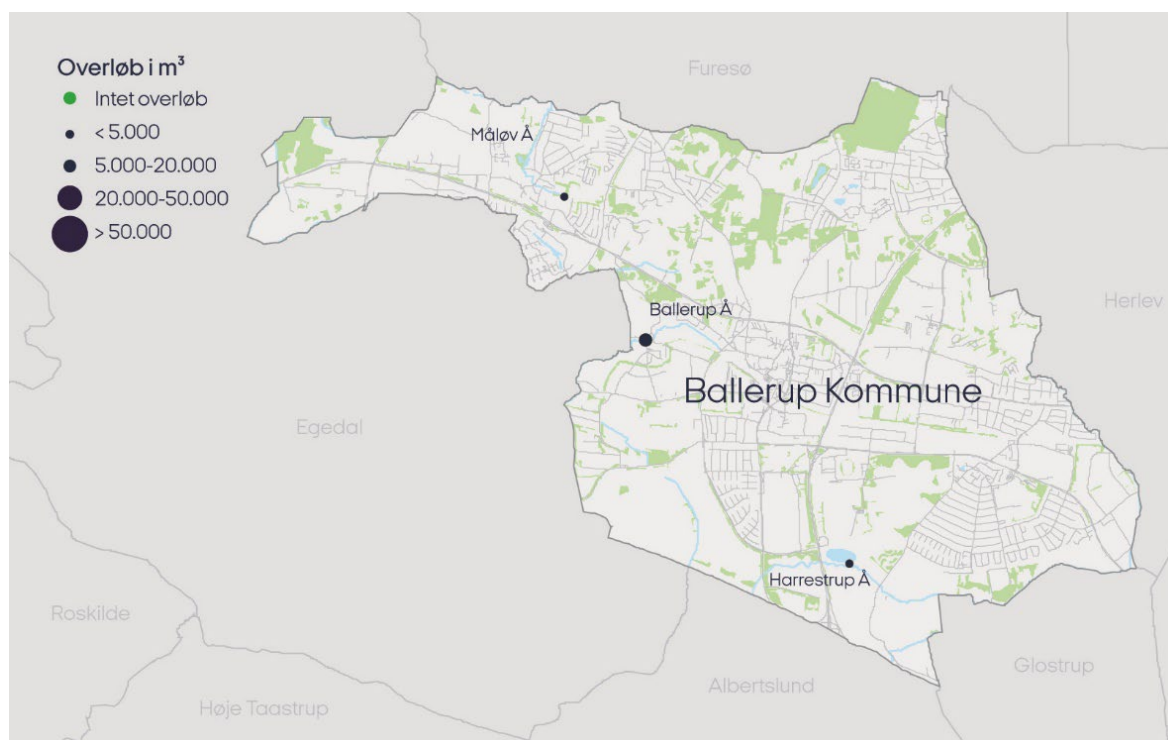 Overløb i m³
Intet overløb
< 5.000
5.000-20.000
20.000-50.000
> 50.000
Furesø
Måløv Å
Ballerup Å
Herlev
Ballerup Kommune
Egedal
Harrestrup Å
Roskilde
Glostrup
Albertslund
Høje Taastrup